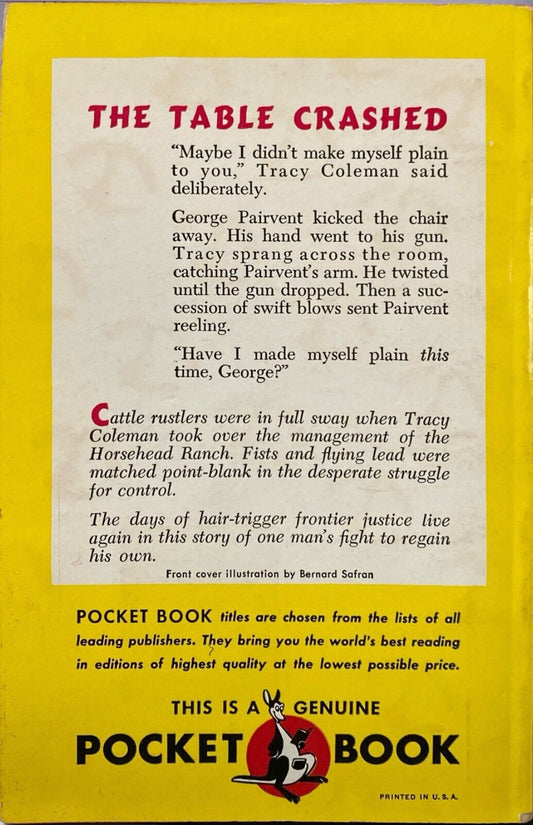 THE TABLE CRASHED
“Maybe I didn’t make myself plain
to you,” Tracy Coleman said
deliberately.
George Pairvent kicked the chair
away. His hand went to his gun.
Tracy sprang across the room,
catching Pairvent’s arm. He twisted
until the gun dropped. Then a suc-
cession of swift blows sent Pairvent
reeling.
“Have I made myself plain this
time, George?”
Cattle rustlers were in full sway when Tracy
Coleman took over the management of the
Horsehead Ranch. Fists and flying lead were
matched point-blank in the desperate struggle
for control.
The days of hair-trigger frontier justice live
again in this story of one man’s fight to regain
his own.
Front cover illustration by Bernard Safran
POCKET BOOK titles are chosen from the lists of all
leading publishers. They bring you the world’s best reading
in editions of highest quality at the lowest possible price.
THIS IS A GENUINE
POCKET BOOK
PRINTED IN U. S. A.